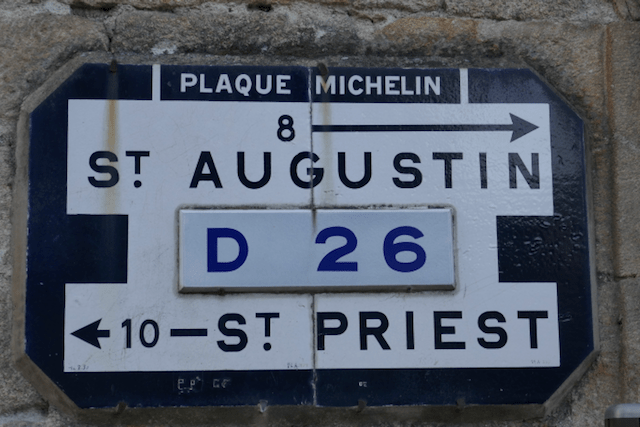 PLAQUE MICHELIN
8
ST AUGUSTIN
D 26
10 ST PRIEST